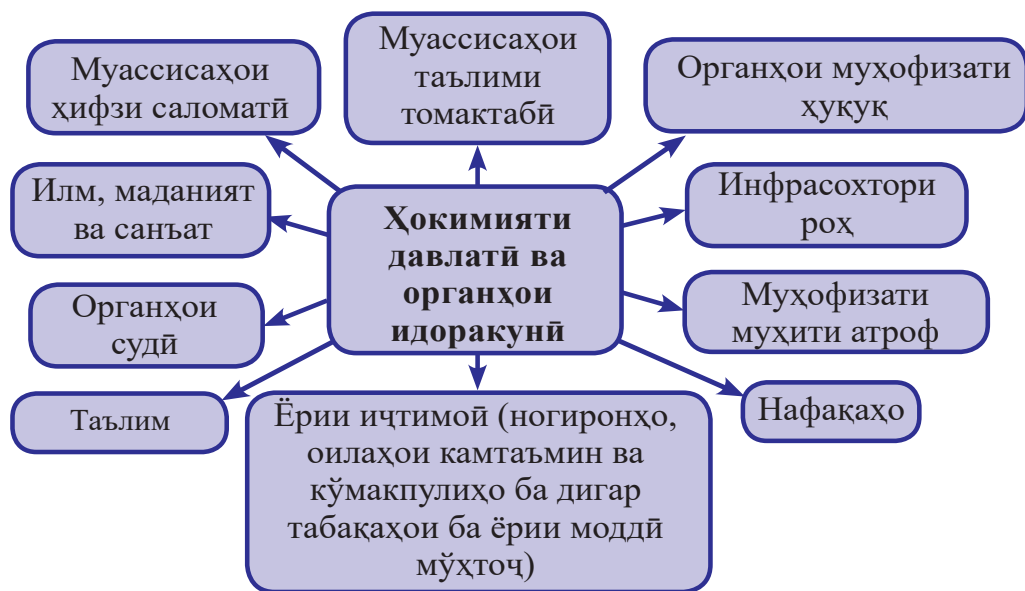 Муассисаҳои
ҳифзи саломатӣ
Муассисаҳои
таълими
томактабӣ
Органҳои муҳофизати
ҳуқуқ
Илм, маданият
ва санъат
Ҳокимияти
давлатӣ ва
органҳои
идоракунӣ
Инфрасохтори
роҳ
Органҳои
судӣ
Муҳофизати
муҳити атроф
Таълим
Ёрии иҷтимоӣ (ногиронҳо,
оилаҳои камтаъмин ва
кӯмакпулиҳо ба дигар
табақаҳои ба ёрии моддӣ
мӯҳтоҷ)
Нафақаҳо